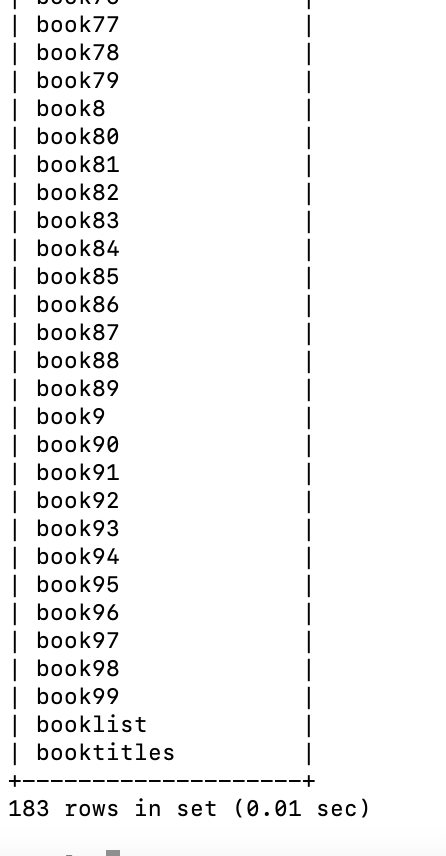 | book77 |
| book78 |
| book79 |
| book8 |
| book80 |
| book81 |
| book82 |
| book83 |
| book84 |
| book85 |
| book86 |
| book87 |
| book88 |
| book89 |
| book9 |
| book90 |
| book91 |
| book92 |
| book93 |
| book94 |
| book95 |
| book96 |
| book97 |
| book98 |
| book99 |
| booklist |
| booktitles |
+--------------------+
183 rows in set (0.01 sec)